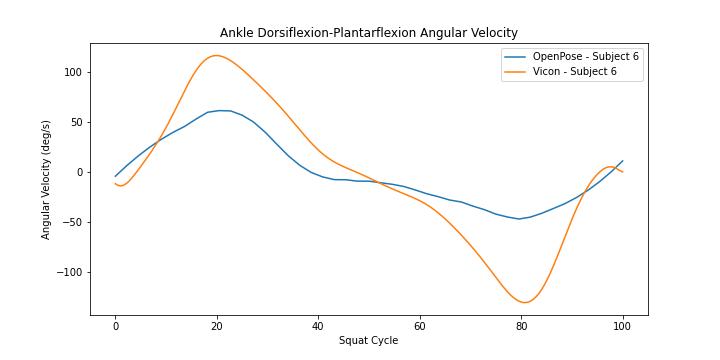 Ankle Dorsiflexion-Plantarflexion Angular Velocity
OpenPose - Subject 6
Vicon - Subject 6
100
50
0
−50
−100
Angular Velocity (deg/s)
0 20 40 60 80 100
Squat Cycle